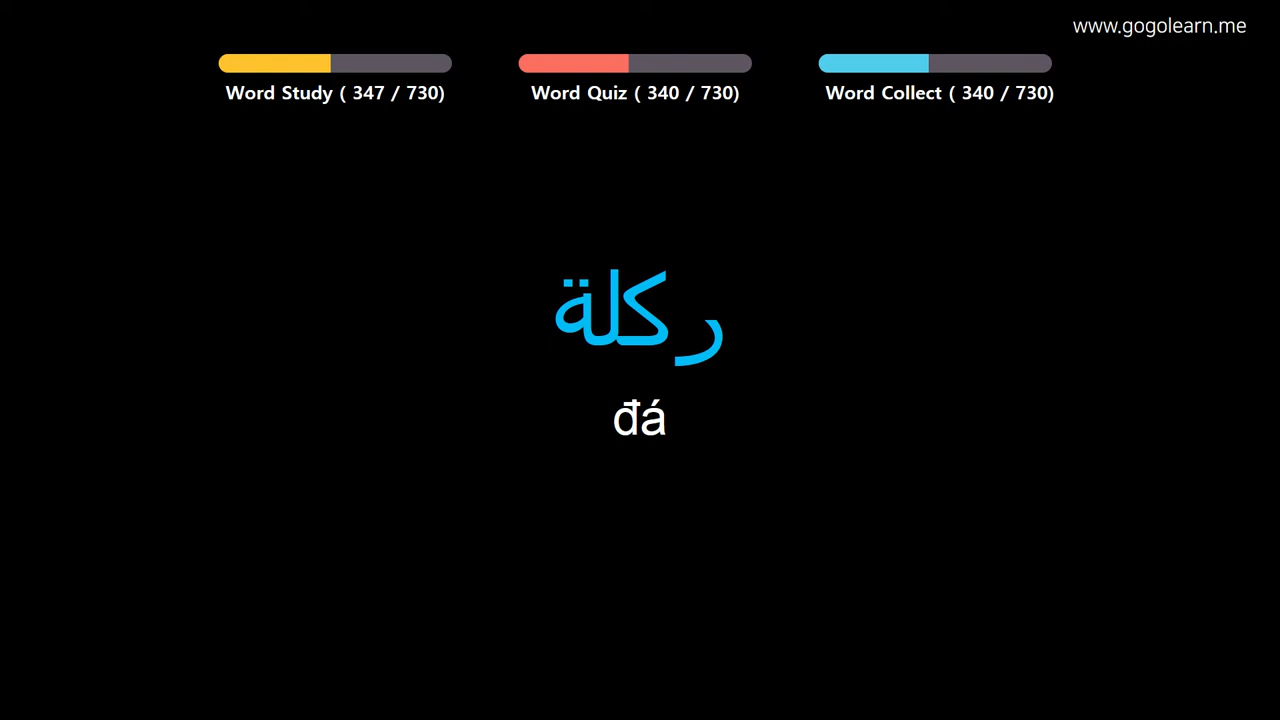 www.gogolearn.me
Word Study ( 347 / 730)
Word Quiz ( 340 / 730)
Word Collect ( 340 / 730)
ركلة
đá